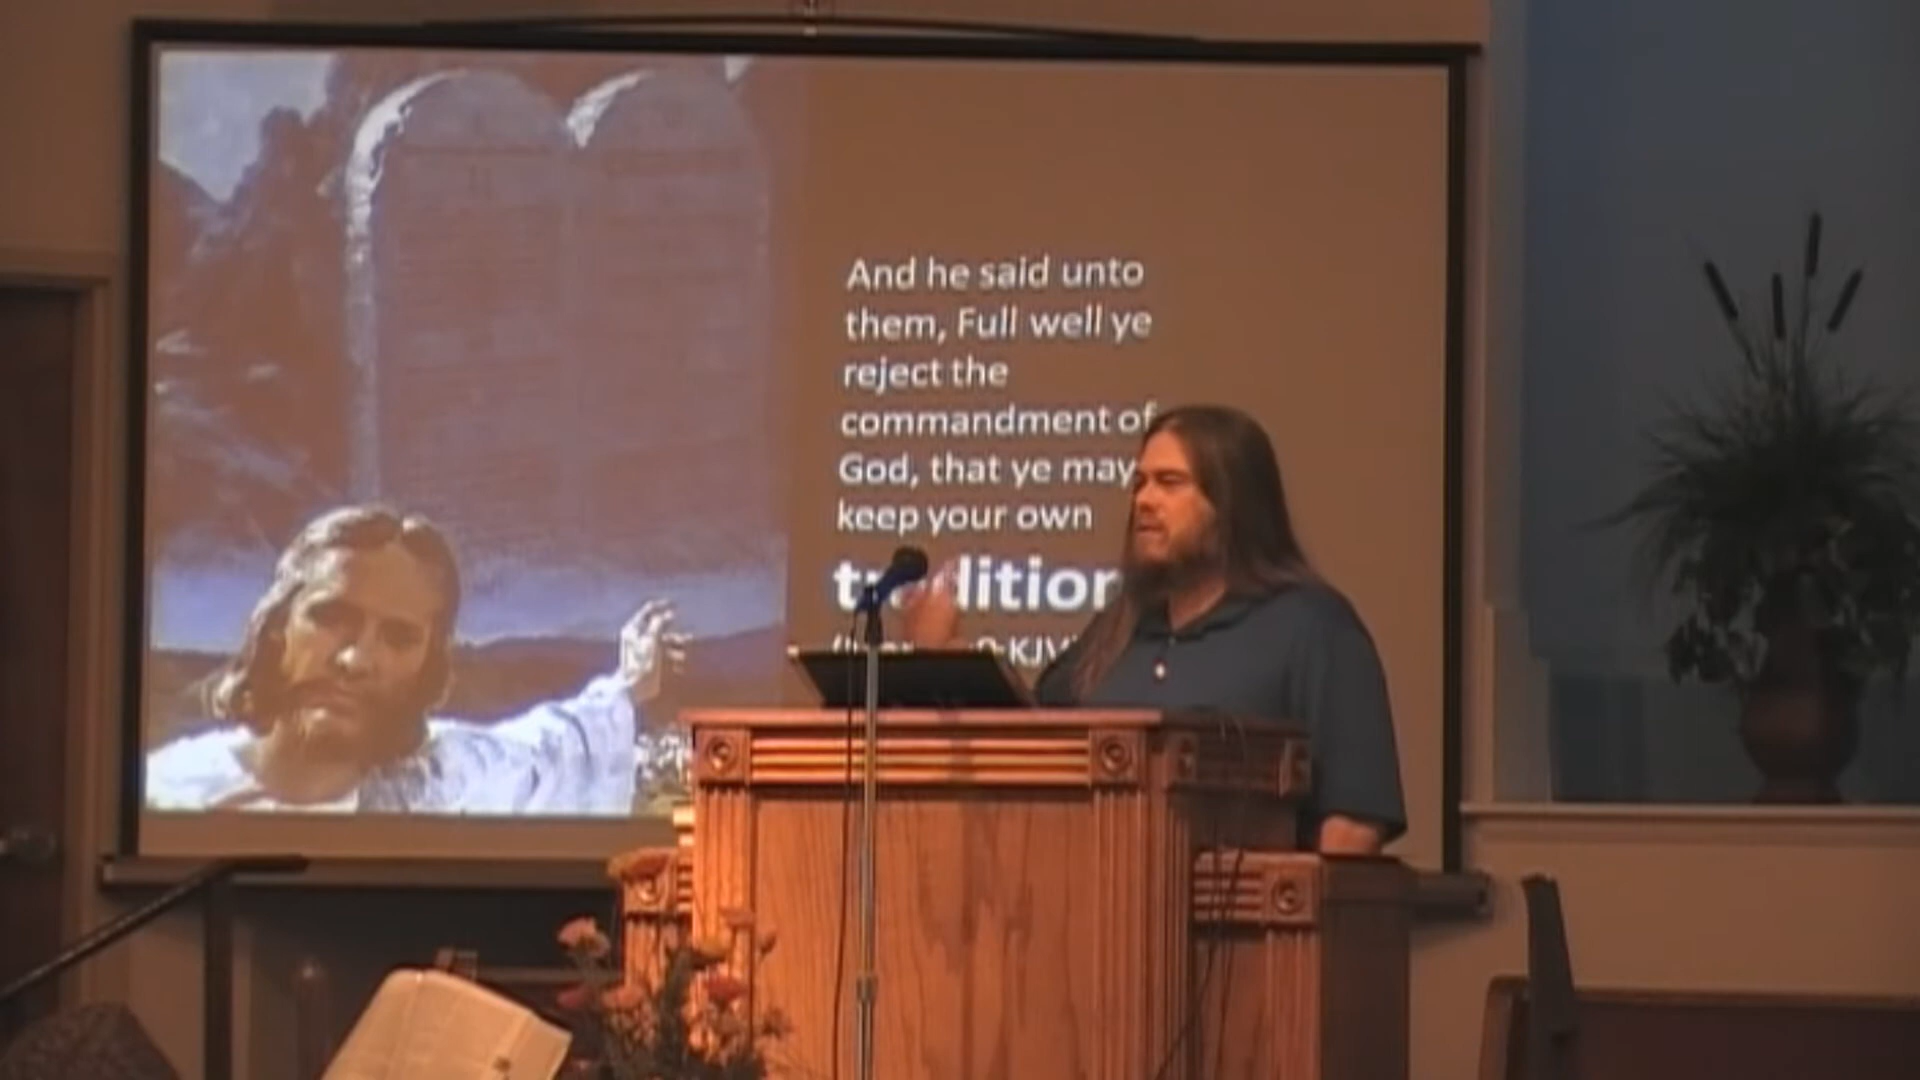 And he said unto
them, Full well ye
reject the
commandment of
God, that ye may
keep your own